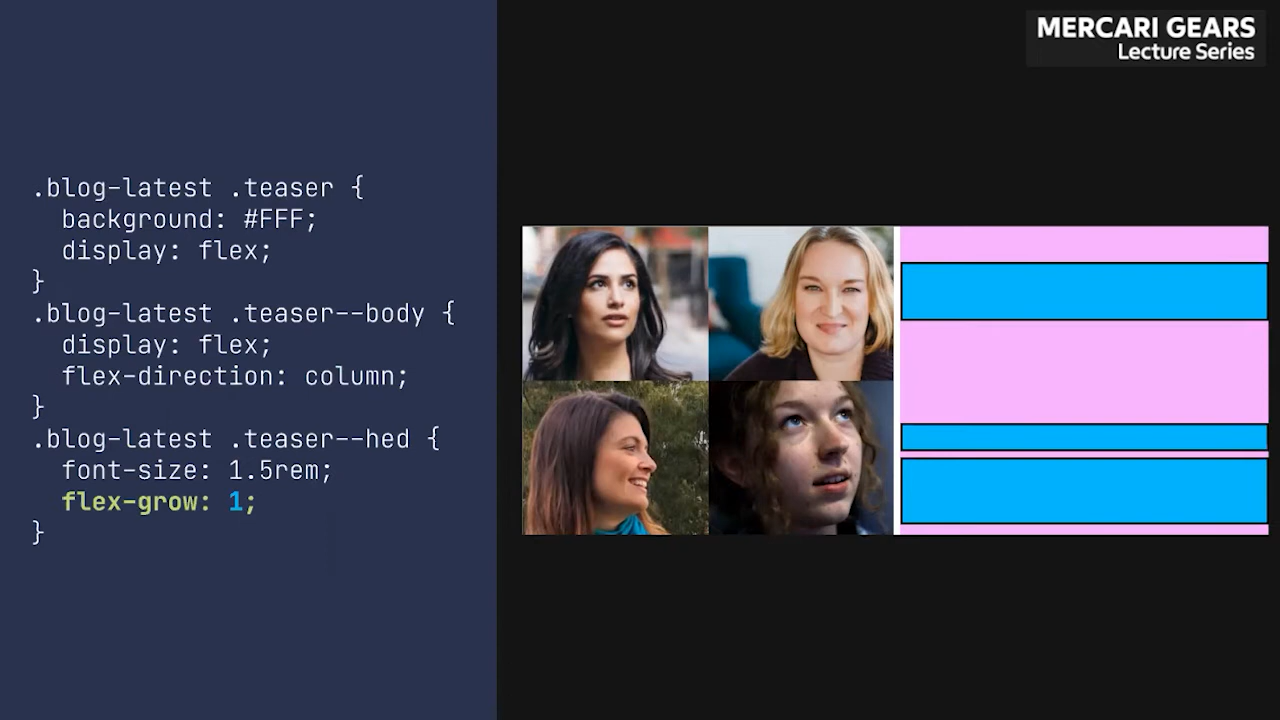 MERCARI GEARS
Lecture Series
.blog-latest .teaser {
  background: #FFF;
  display: flex;
}
.blog-latest .teaser--body {
  display: flex;
  flex-direction: column;
}
.blog-latest .teaser--hed {
  font-size: 1.5rem;
  flex-grow: 1;
}